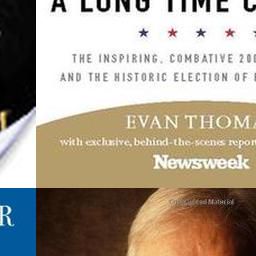 A LONG TIME C
THE INSPIRING, COMBATIVE 200
AND THE HISTORIC ELECTION OF B
EVAN THOMA
with exclusive, behind-the-scenes repor
Newsweek
R
Copyrighted Material